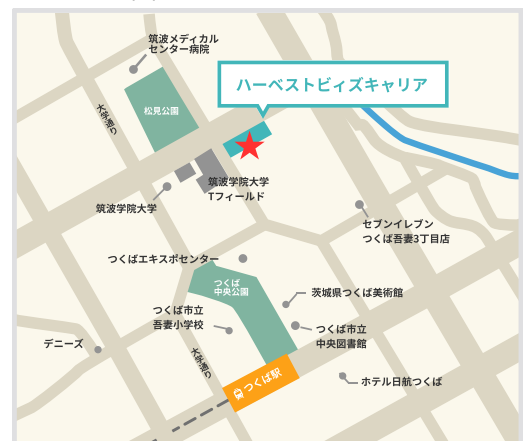 筑波メディカル
センター病院
ハーベストビィズキャリア
大学通り
松見公園
筑波学院大学
Tフィールド
筑波学院大学
セブンイレブン
つくば吾妻3丁目店
つくばエキスポセンター
つくば
中央公園
茨城県つくば美術館
つくば市立
吾妻小学校
つくば市立
中央図書館
デニーズ
大学通り
つくば駅
ホテル日航つくば